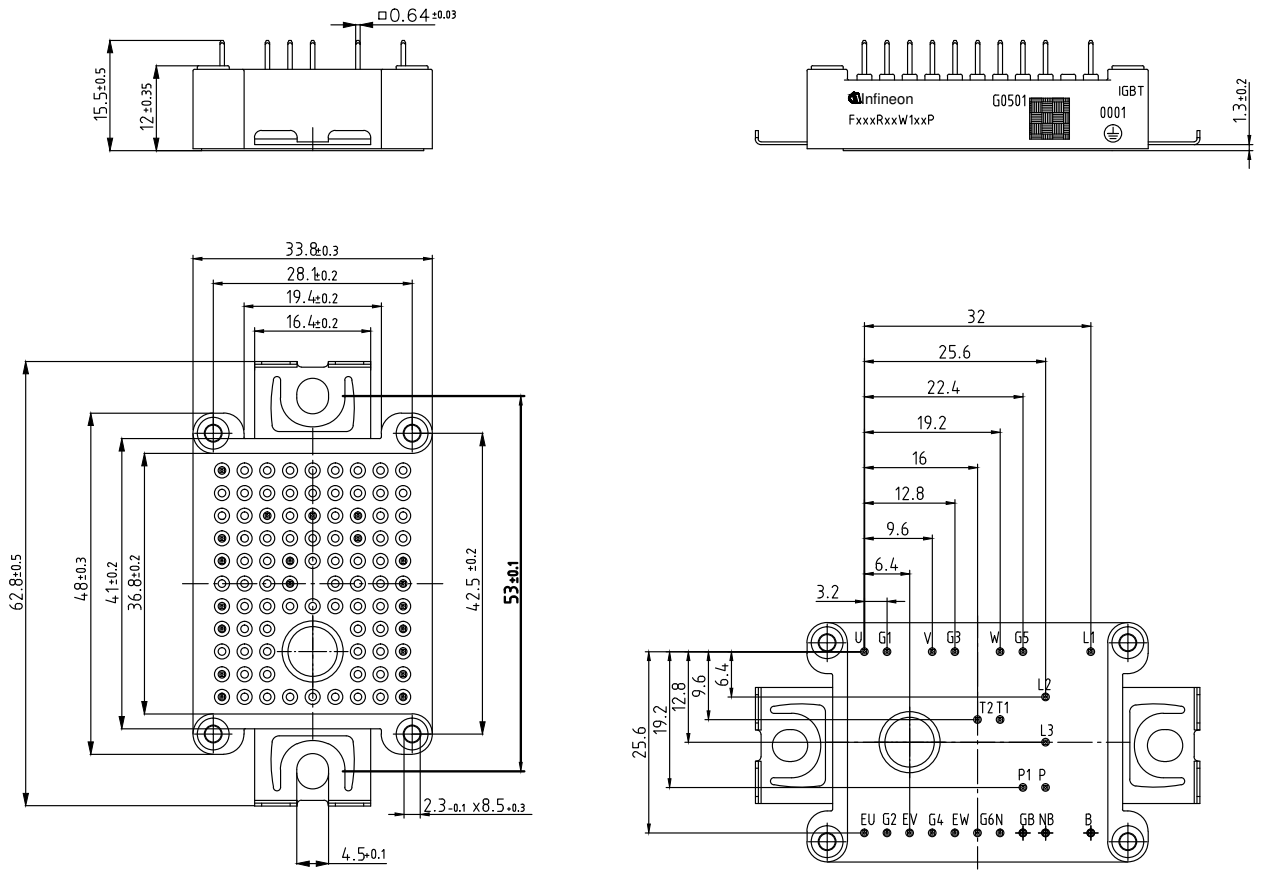 □0.64±0.03
15.5±0.5
12±0.35
Infineon
FxxxRxxW1xxP
G0501
IGBT
0001
1.3±0.2
33.8±0.3
28.1±0.2
19.4±0.2
16.4±0.2
62.8±0.5
48±0.3
41±0.2
36.8±0.2
42.5 ±0.2
53±0.1
2.3-0.1 x8.5+0.3
4.5+0.1
32
25.6
22.4
19.2
16
12.8
9.6
6.4
3.2
U G1 V G3 W G5 L1
6.4
9.6
12.8
19.2
25.6
L2
T2 T1
L3
P1 P
EU G2 EV G4 EW G6 N GB NB B